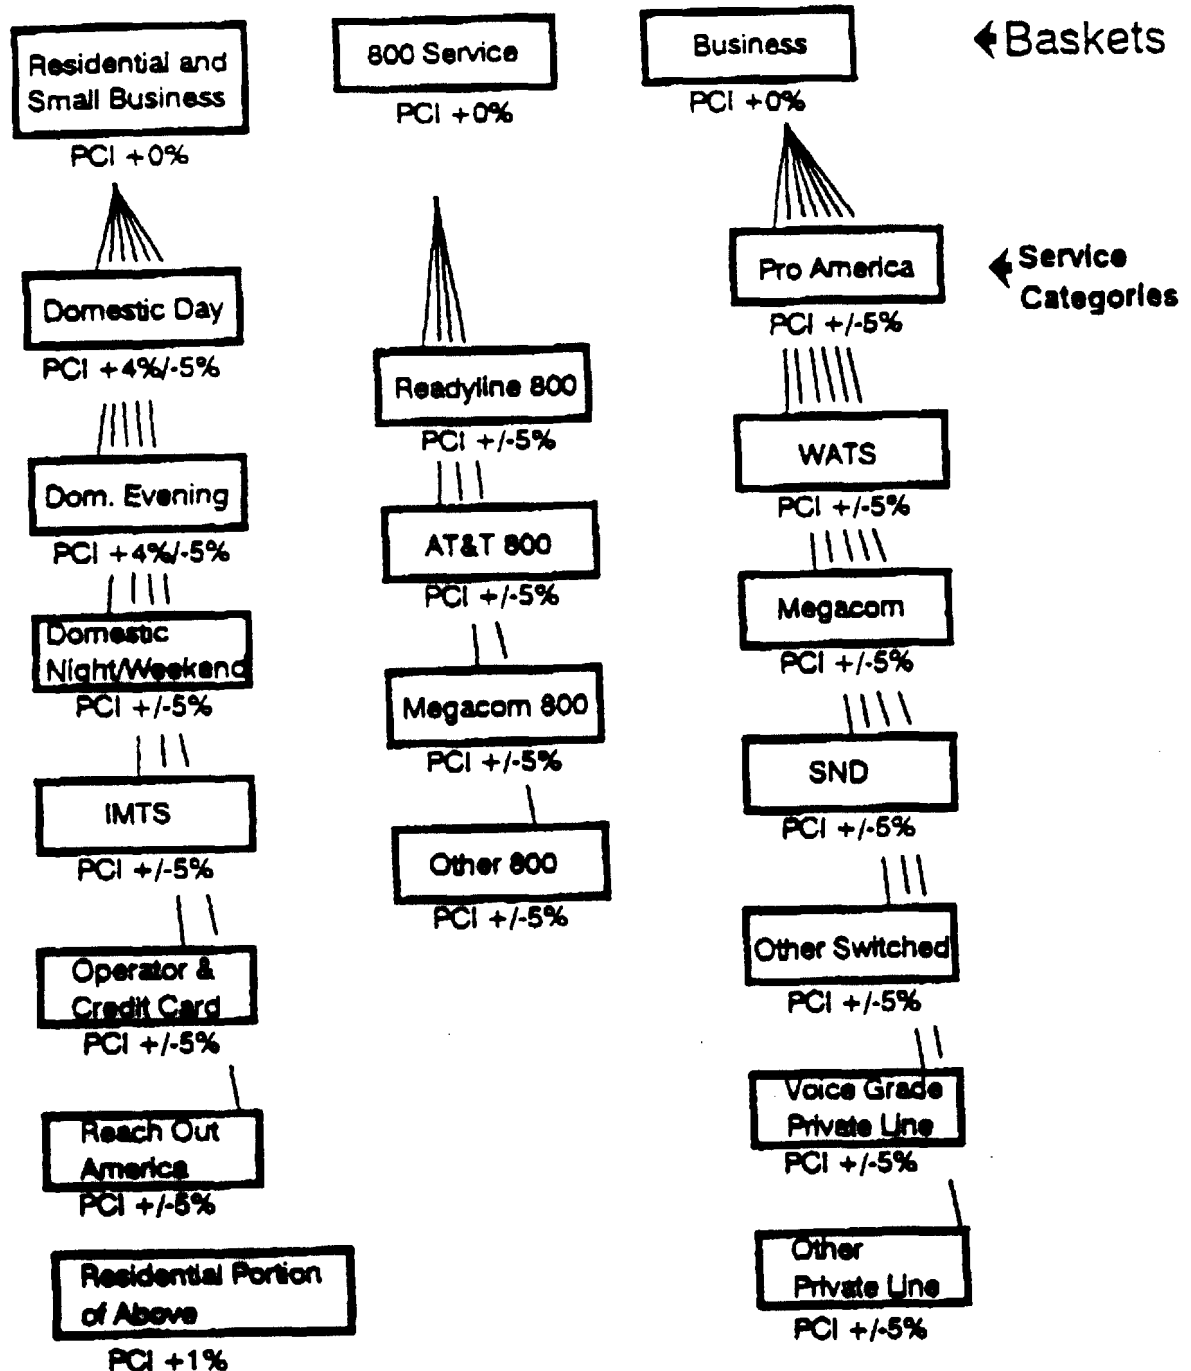 Residential and
Small Business
PCI +0%
Domestic Day
PCI +4%/-5%
Dom. Evening
PCI +4%/-5%
Domestic
Night/Weekend
PCI +/-5%
IMTS
PCI +/-5%
Operator &
Credit Card
PCI +/-5%
Reach Out
America
PCI +/-5%
Residential Portion
of Above
PCI +1%
800 Service
PCI +0%
Readyline 800
PCI +/-5%
AT&T 800
PCI +/-5%
Megacom 800
PCI +/-5%
Other 800
PCI +/-5%
Business
PCI +0%
Pro America
PCI +/-5%
WATS
PCI +/-5%
Megacom
PCI +/-5%
SND
PCI +/-5%
Other Switched
PCI +/-5%
Voice Grade
Private Line
PCI +/-5%
Other
Private Line
PCI +/-5%
Baskets
Service
Categories